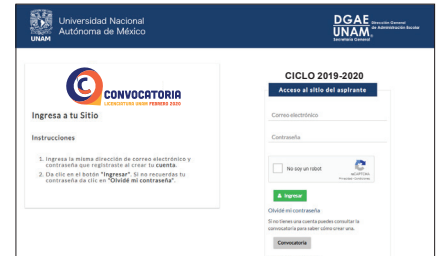 Universidad Nacional
Autónoma de México
UNAM
DGAE
UNAM
Dirección General
de Administración Escolar
Secretaría General
CONVOCATORIA
LICENCIATURA UNAM FEBRERO 2020
Ingresa a tu Sitio
Instrucciones
1. Ingresa la misma dirección de correo electrónico y
contraseña que registraste al crear tu cuenta.
2. Da clic en el botón "Ingresar". Si no recuerdas tu
contraseña da clic en "Olvidé mi contraseña".
CICLO 2019-2020
Acceso al sitio del aspirante
Correo electrónico
Contraseña
No soy un robot
reCAPTCHA
Ingresar
Olvidé mi contraseña
Si no tienes una cuenta puedes consultar la
convocatoria para saber cómo crear una.
Convocatoria